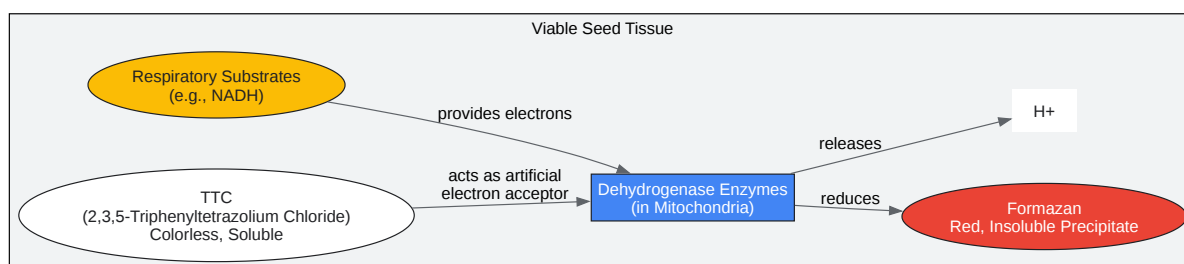 Viable Seed Tissue
Respiratory Substrates
(e.g., NADH)
provides electrons
H+
releases
TTC
(2,3,5-Triphenyltetrazolium Chloride)
Colorless, Soluble
acts as artificial
electron acceptor
Dehydrogenase Enzymes
(in Mitochondria)
reduces
Formazan
Red, Insoluble Precipitate